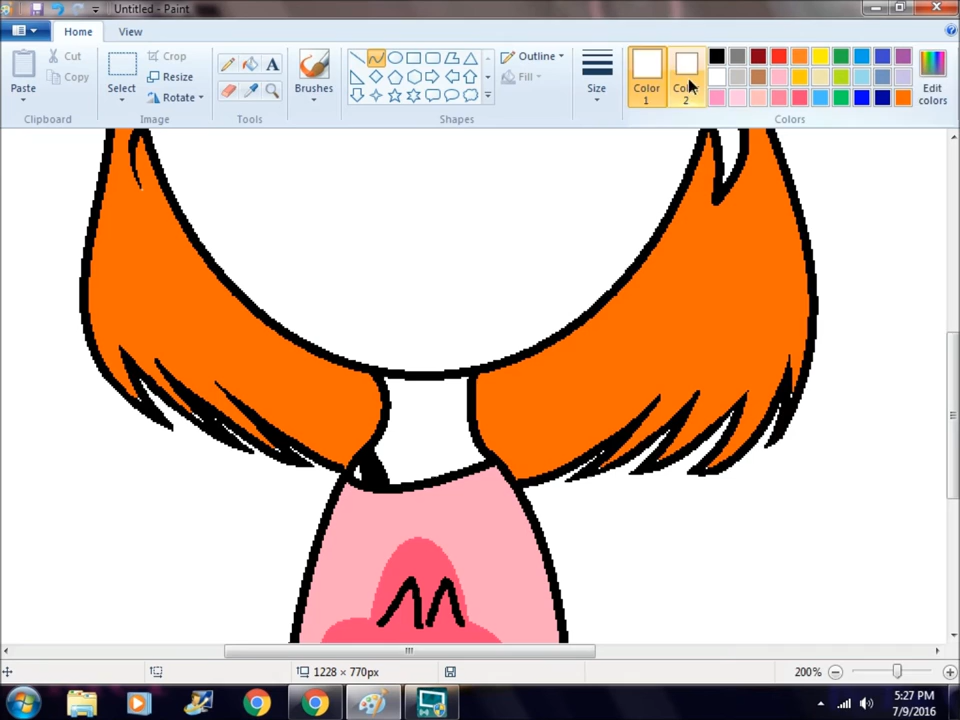 Untitled - Paint
Home View
Paste
Cut
Copy
Clipboard
Select
Crop
Resize
Rotate
Image
A
Tools
Brushes
Outline
Fill
Shapes
Size
Color
1
2
Edit
colors
Colors
1228 × 770px
200%
5:27 PM
7/9/2016